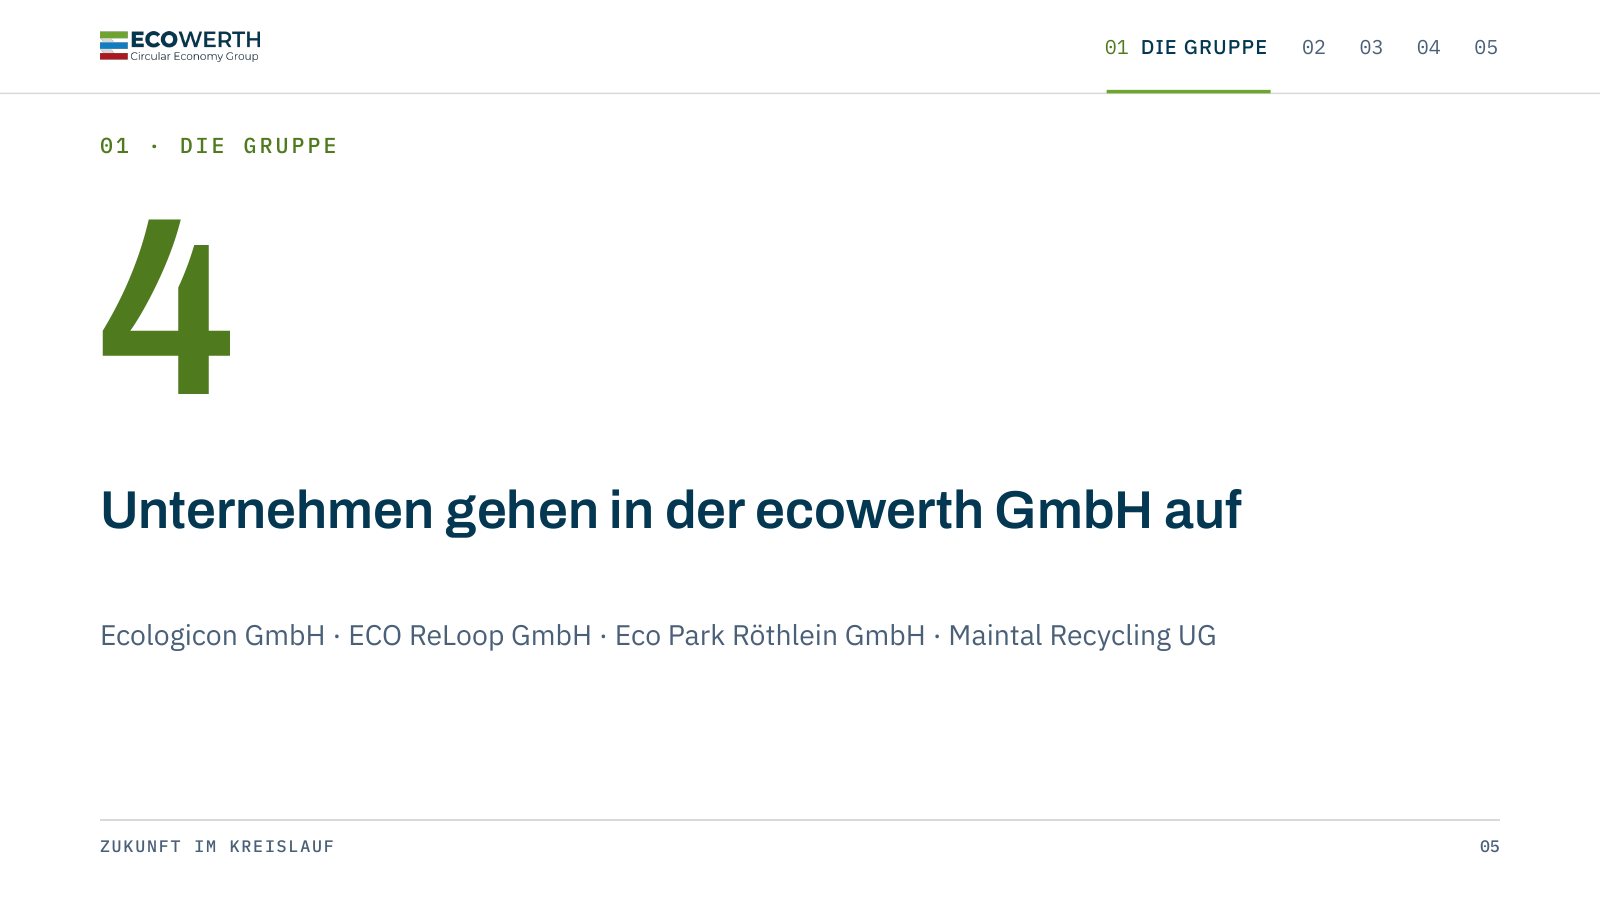 ECOWERTH
Circular Economy Group
01 DIE GRUPPE 02 03 04 05
01 · DIE GRUPPE
4
Unternehmen gehen in der ecowerth GmbH auf
Ecologicon GmbH · ECO ReLoop GmbH · Eco Park Röthlein GmbH · Maintal Recycling UG
ZUKUNFT IM KREISLAUF
05